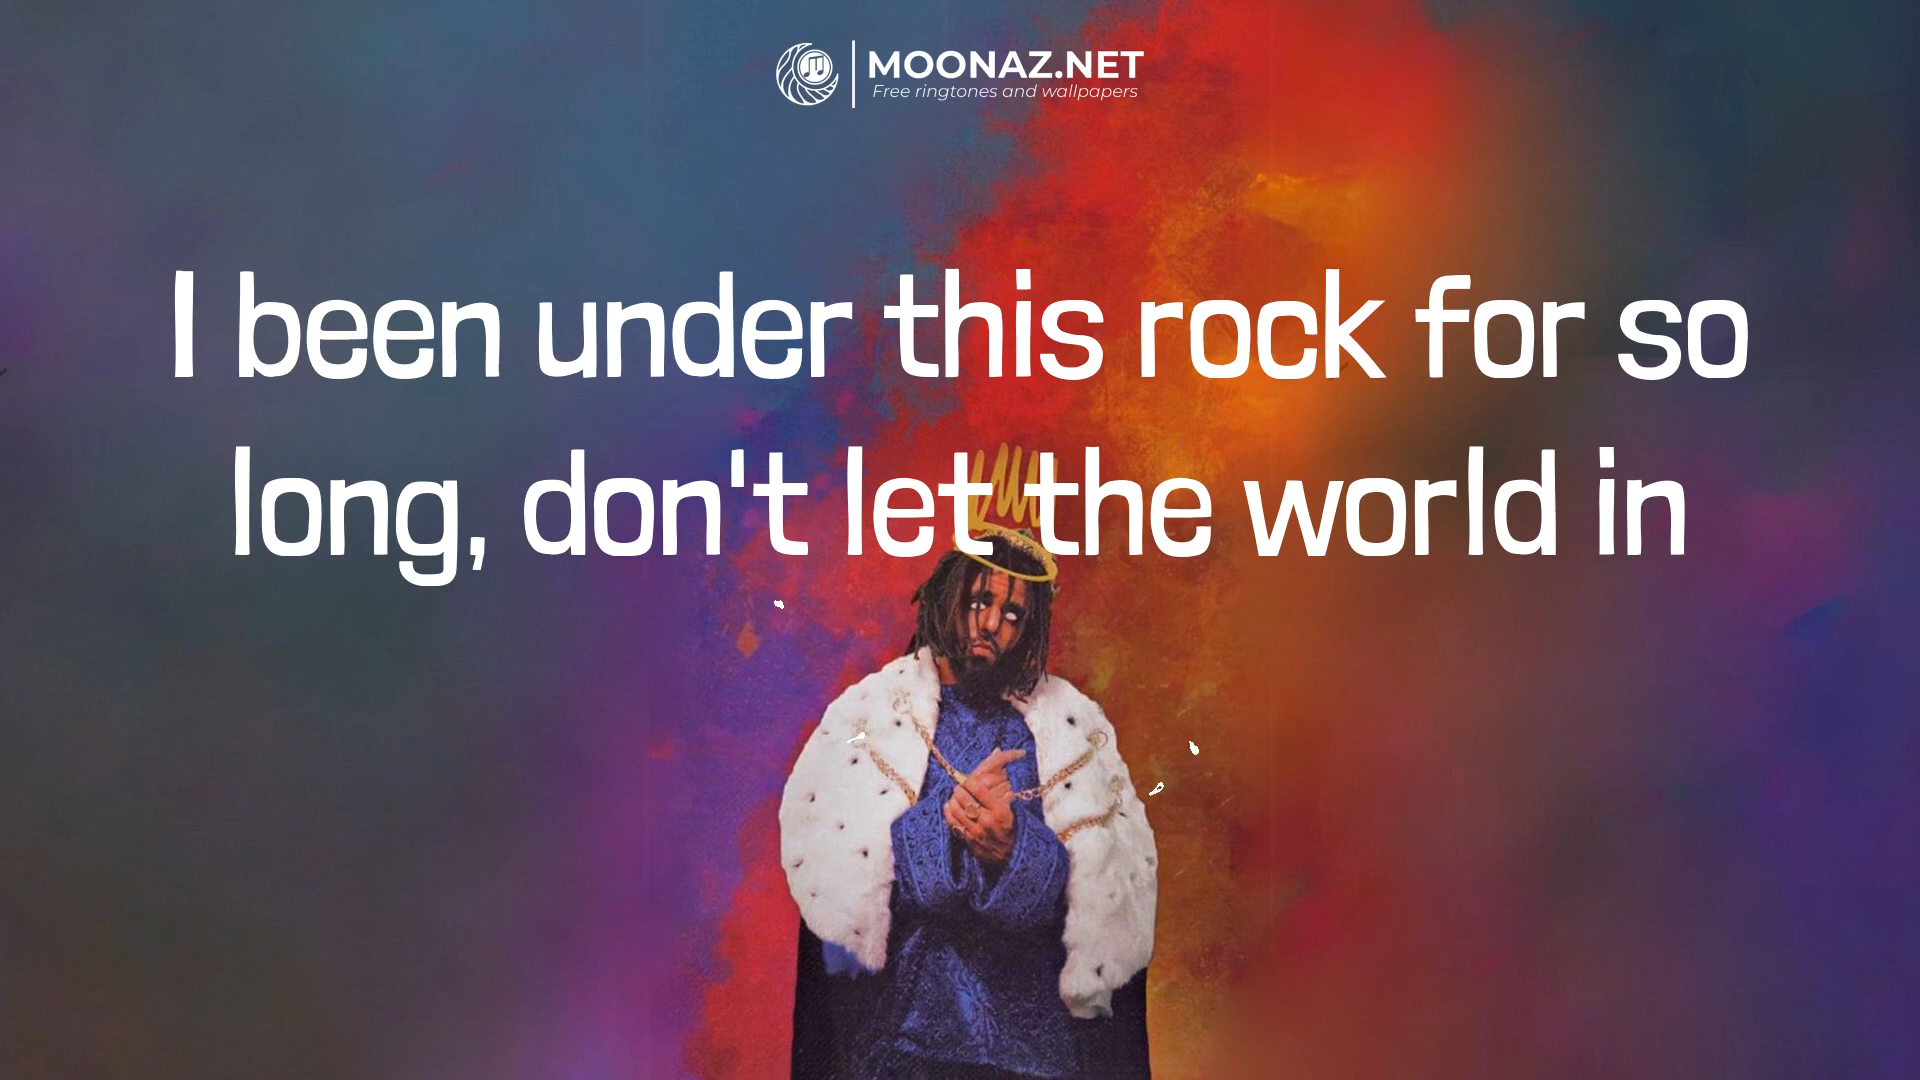 MOONAZ.NET
Free ringtones and wallpapers
I been under this rock for so
long, don't let the world in